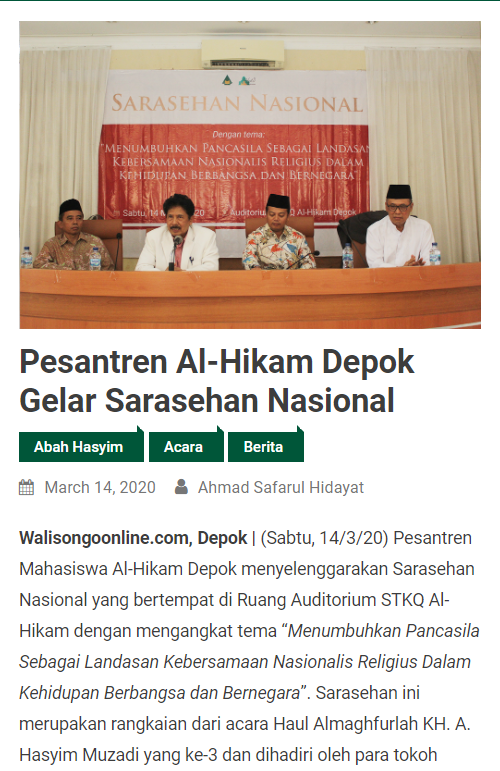 SARASEHAN NASIONAL
Dengan tema:
"MENUMBUHKAN PANCASILA SEBAGAI LANDASAN
KEBERSAMAAN NASIONALIS RELIGIUS DALAM
KEHIDUPAN BERBANGSA DAN BERNEGARA"
Sabtu, 14 2020 Auditorium Al-Hikam Depok
Pesantren Al-Hikam Depok
Gelar Sarasehan Nasional
Abah Hasyim Acara Berita
March 14, 2020 Ahmad Safarul Hidayat
Walisongoonline.com, Depok | (Sabtu, 14/3/20) Pesantren
Mahasiswa Al-Hikam Depok menyelenggarakan Sarasehan
Nasional yang bertempat di Ruang Auditorium STKQ Al-
Hikam dengan mengangkat tema “Menumbuhkan Pancasila
Sebagai Landasan Kebersamaan Nasionalis Religius Dalam
Kehidupan Berbangsa dan Bernegara”. Sarasehan ini
merupakan rangkaian dari acara Haul Almaghfurlah KH. A.
Hasyim Muzadi yang ke-3 dan dihadiri oleh para tokoh